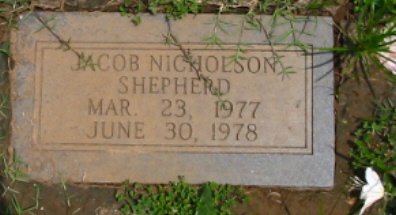 JACOB NICHOLSON
SHEPHERD
MAR. 23, 1977
JUNE 30, 1978